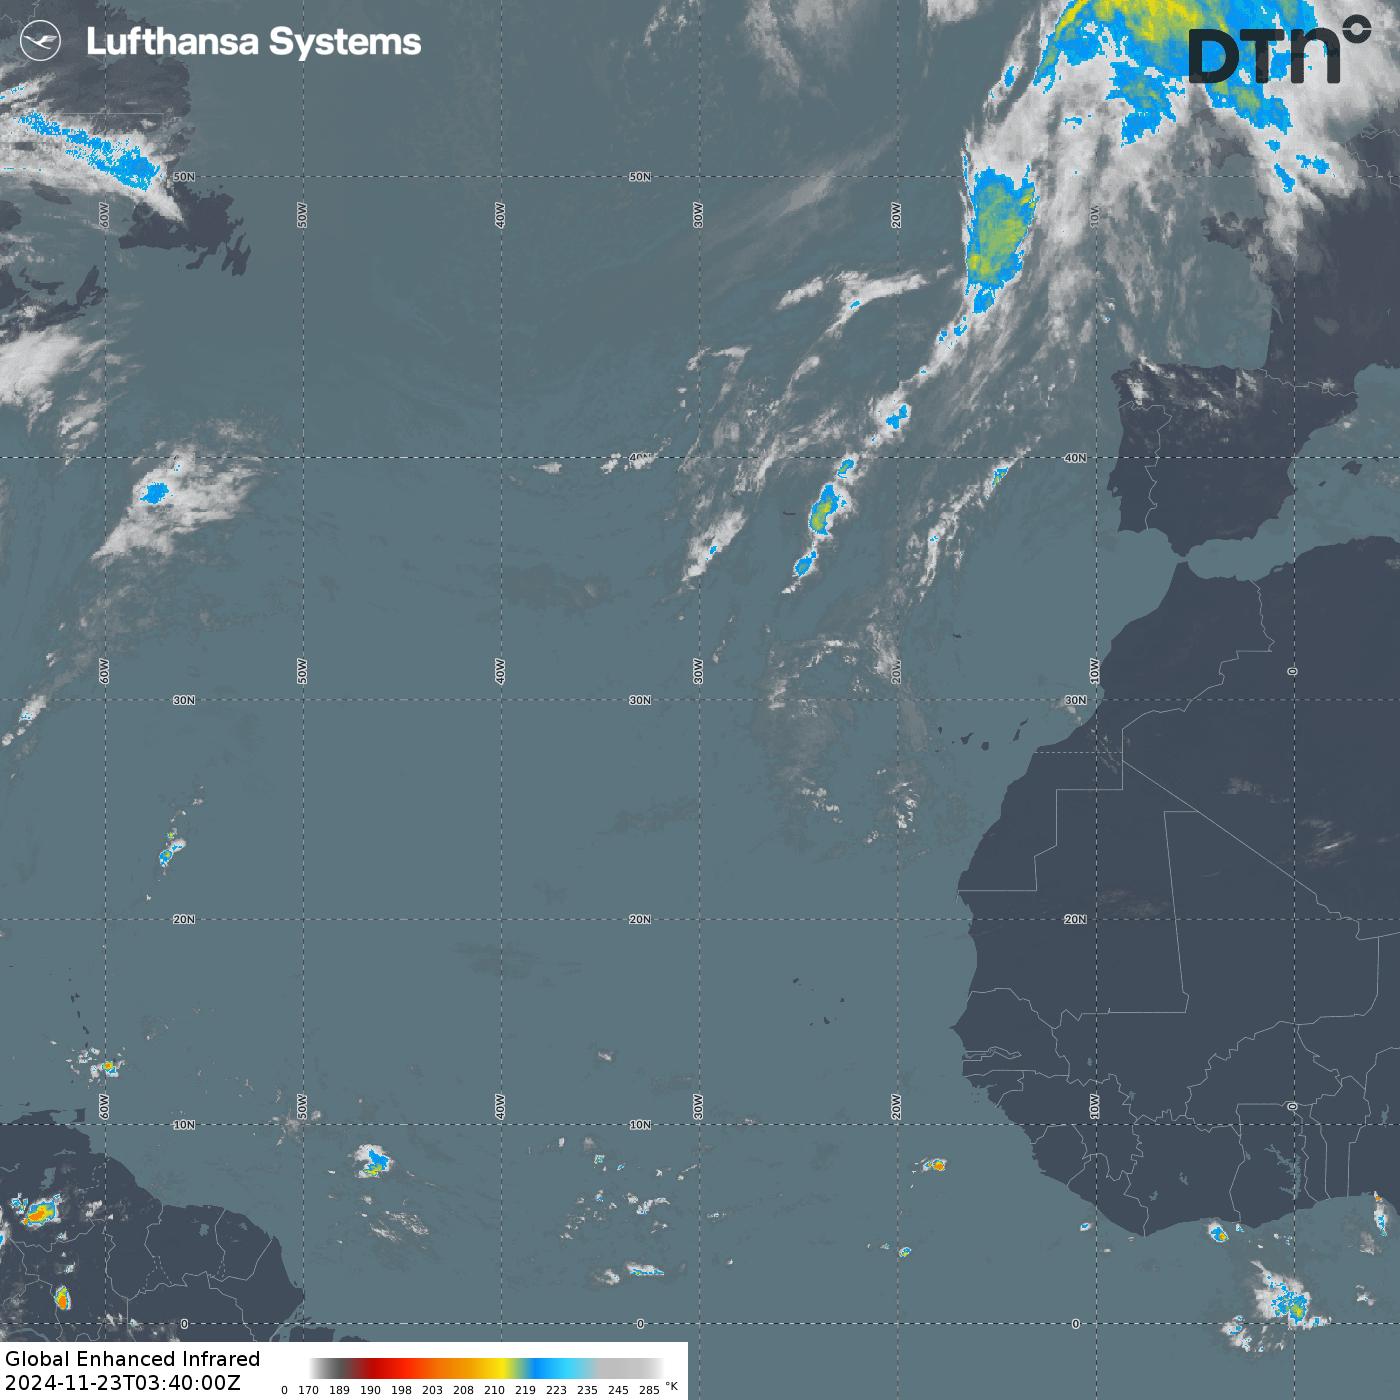 Lufthansa Systems
DTN
50N 50N
60W 50W 40W 30W 20W 10W
40N 40N
60W 50W 40W 30W 20W 10W 0
30N 30N 30N
20N 20N 20N
60W 50W 40W 30W 20W 10W 0
10N 10N
0 0 0
Global Enhanced Infrared
2024-11-23T03:40:00Z
0 170 189 190 198 203 208 210 219 223 235 245 285 °K